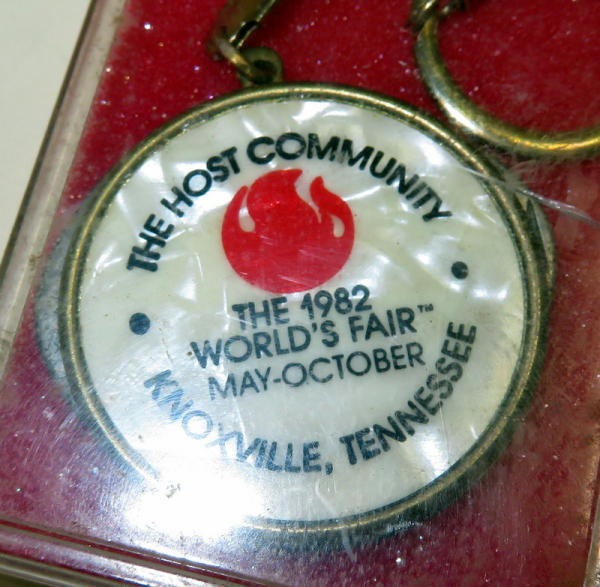 THE HOST COMMUNITY
THE 1982
WORLD'S FAIR™
MAY-OCTOBER
KNOXVILLE, TENNESSEE